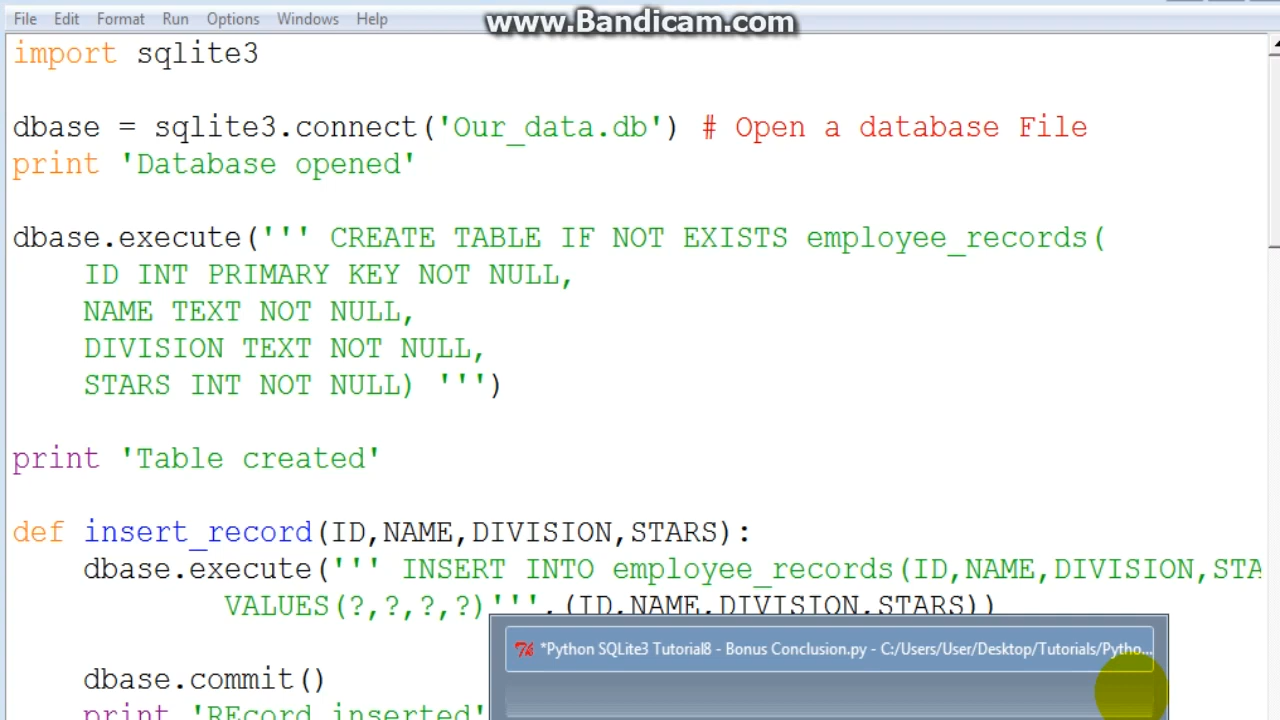 File Edit Format Run Options Windows Help
www.Bandicam.com
import sqlite3
dbase = sqlite3.connect('Our_data.db') # Open a database File
print 'Database opened'
dbase.execute(''' CREATE TABLE IF NOT EXISTS employee_records(
ID INT PRIMARY KEY NOT NULL,
NAME TEXT NOT NULL,
DIVISION TEXT NOT NULL,
STARS INT NOT NULL) ''')
print 'Table created'
def insert_record(ID,NAME,DIVISION,STARS):
dbase.execute(''' INSERT INTO employee_records(ID,NAME,DIVISION,STA
VALUES(?,?,?,?)''',(ID,NAME,DIVISION,STARS))
*Python SQLite3 Tutorial8 - Bonus Conclusion.py - C:/Users/User/Desktop/Tutorials/Pytho...
dbase.commit()
print 'REcord inserted'